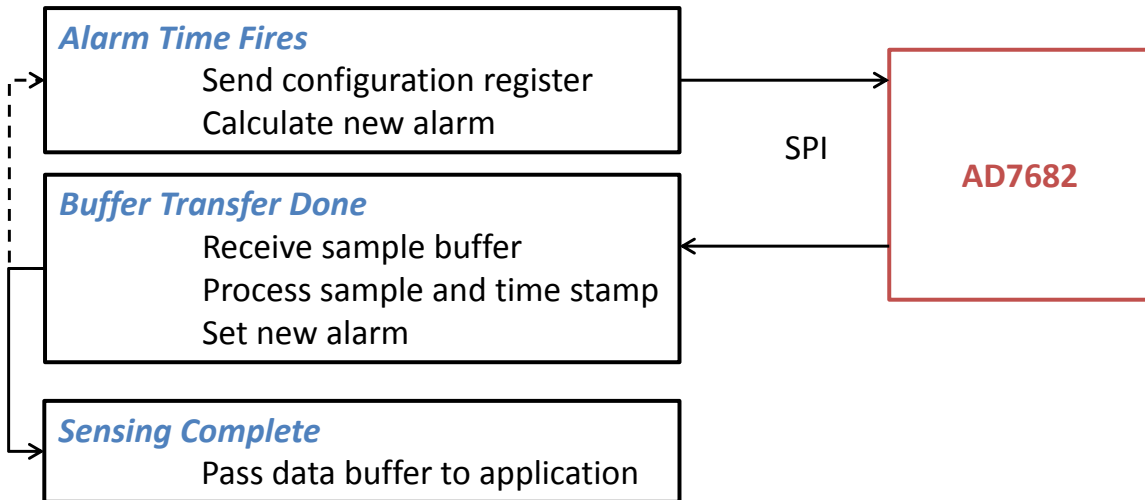 Alarm Time Fires
Send configuration register
Calculate new alarm
SPI
AD7682
Buffer Transfer Done
Receive sample buffer
Process sample and time stamp
Set new alarm
Sensing Complete
Pass data buffer to application